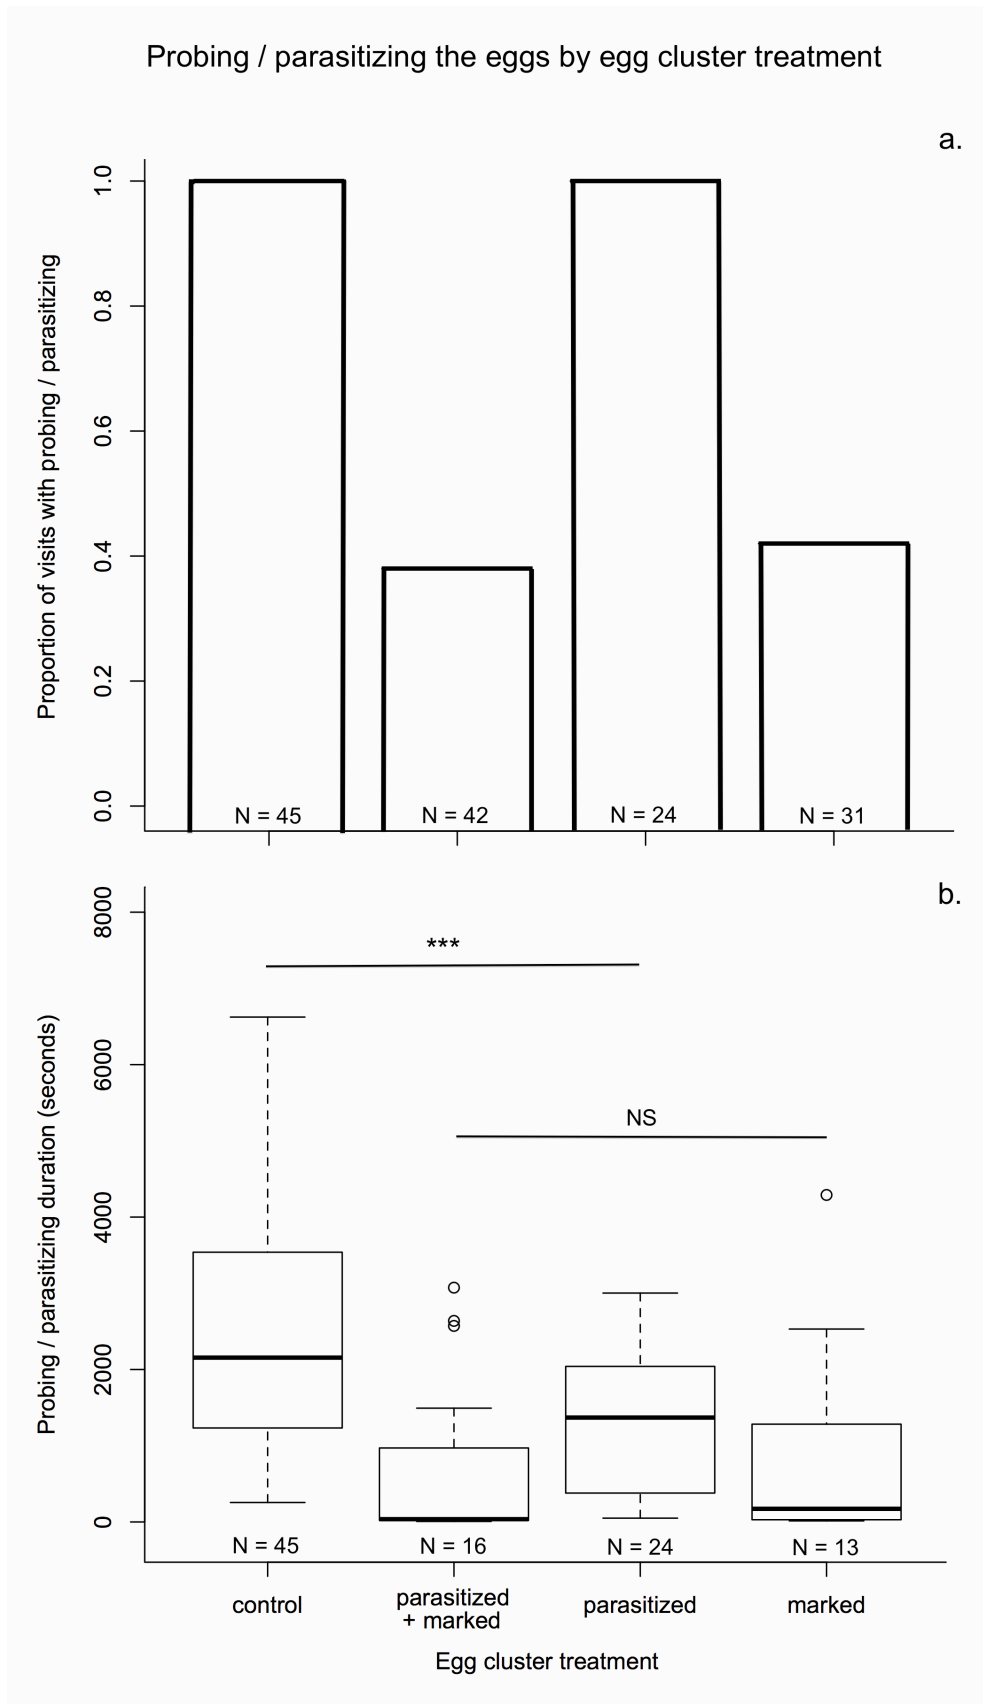 Probing / parasitizing the eggs by egg cluster treatment
a.
Proportion of visits with probing / parasitizing
1.0
0.8
0.6
0.4
0.2
0.0
N = 45
N = 42
N = 24
N = 31
b.
Probing / parasitizing duration (seconds)
8000
6000
4000
2000
0
***
NS
N = 45
N = 16
N = 24
N = 13
control
parasitized
+ marked
parasitized
marked
Egg cluster treatment